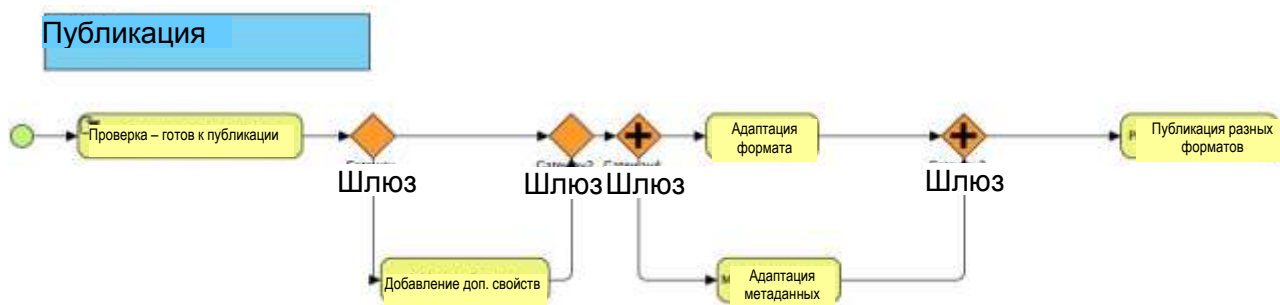 Публикация
Проверка – готов к публикации
Адаптация
формата
Публикация разных
форматов
Шлюз
Шлюз
Шлюз
Шлюз
Добавление доп. свойств
Адаптация
метаданных